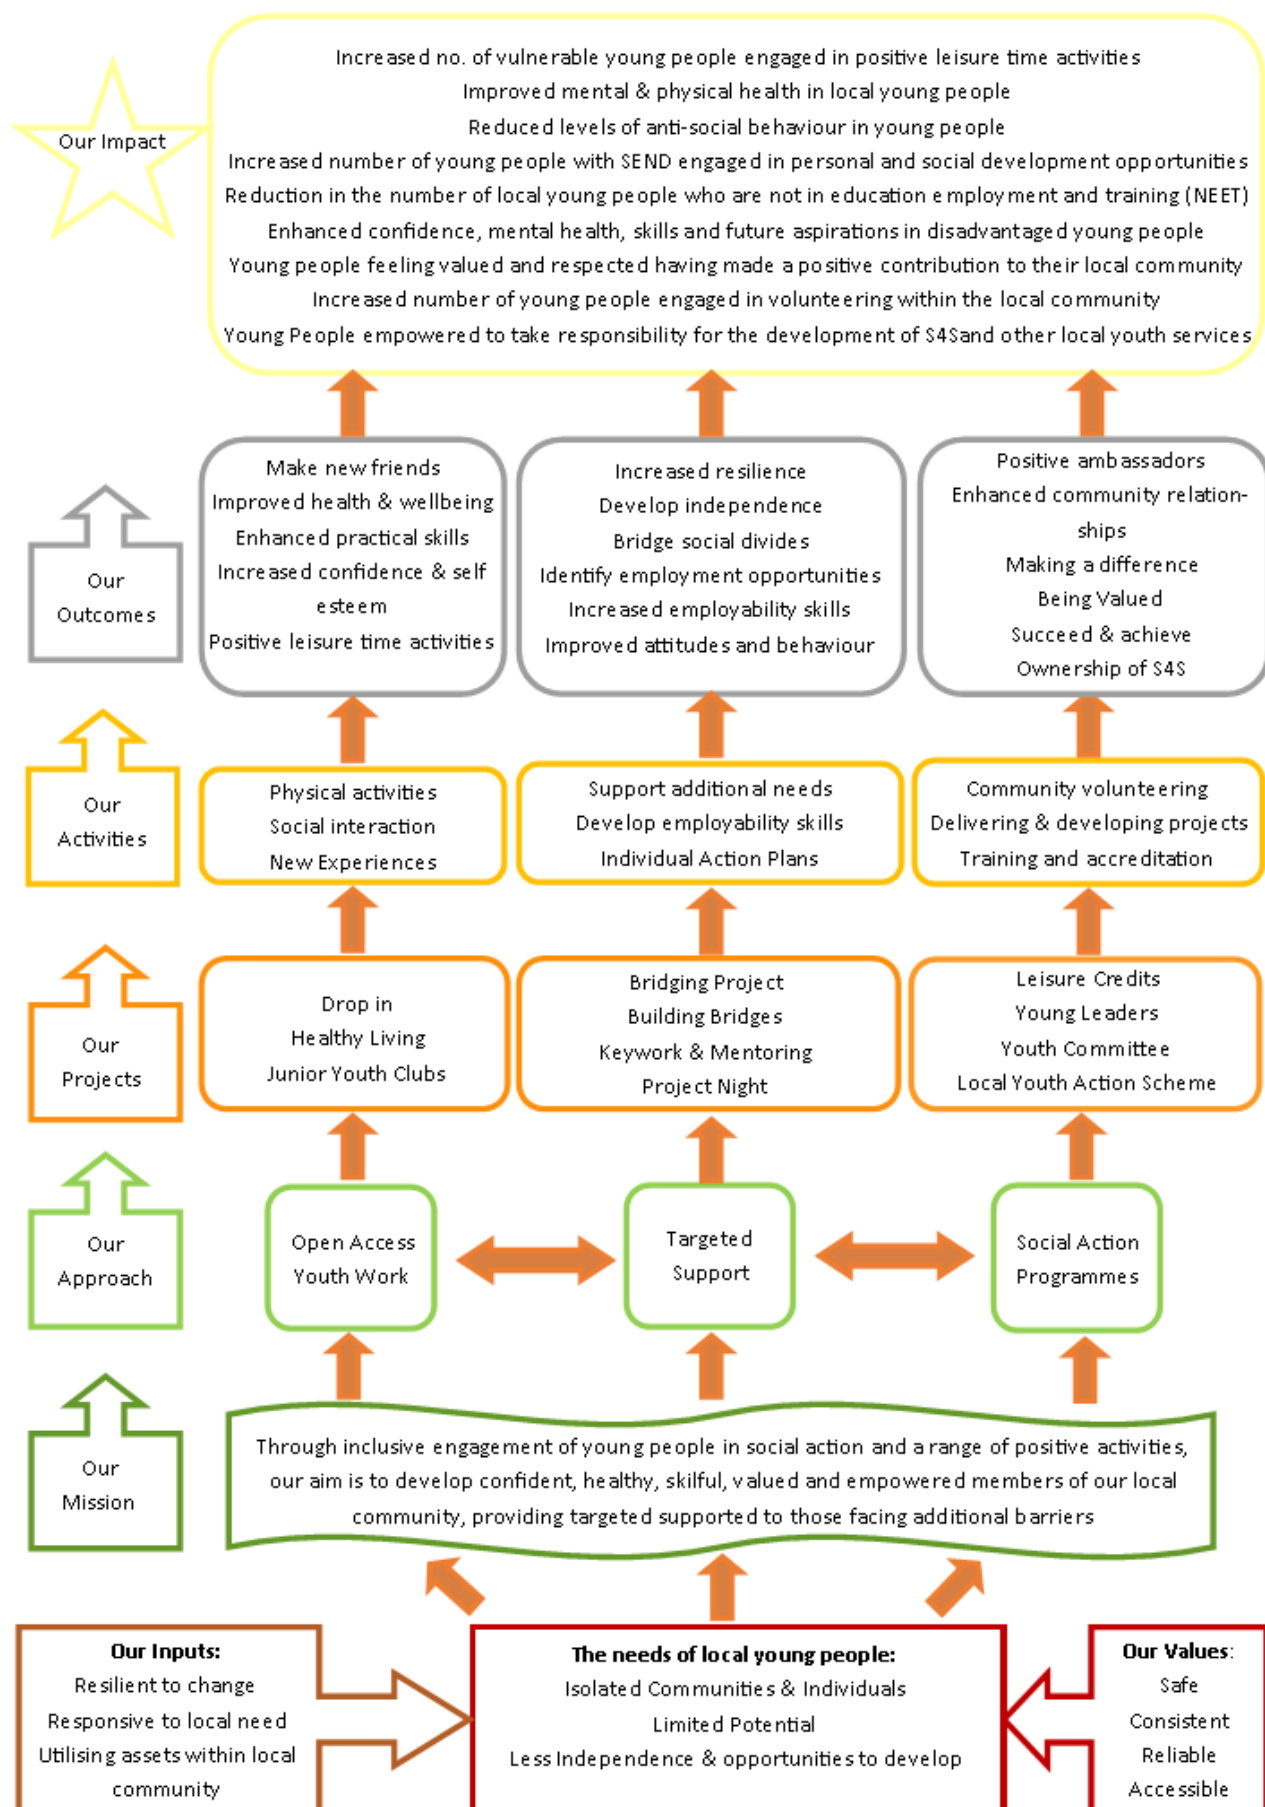 Our Impact
Increased no. of vulnerable young people engaged in positive leisure time activities
Improved mental & physical health in local young people
Reduced levels of anti-social behaviour in young people
Increased number of young people with SEND engaged in personal and social development opportunities
Reduction in the number of local young people who are not in education employment and training (NEET)
Enhanced confidence, mental health, skills and future aspirations in disadvantaged young people
Young people feeling valued and respected having made a positive contribution to their local community
Increased number of young people engaged in volunteering within the local community
Young People empowered to take responsibility for the development of S4Sand other local youth services
Our
Outcomes
Make new friends
Improved health & wellbeing
Enhanced practical skills
Increased confidence & self
esteem
Positive leisure time activities
Increased resilience
Develop independence
Bridge social divides
Identify employment opportunities
Increased employability skills
Improved attitudes and behaviour
Positive ambassadors
Enhanced community relation-
ships
Making a difference
Being Valued
Succeed & achieve
Ownership of S4S
Our
Activities
Physical activities
Social interaction
New Experiences
Support additional needs
Develop employability skills
Individual Action Plans
Community volunteering
Delivering & developing projects
Training and accreditation
Our
Projects
Drop in
Healthy Living
Junior Youth Clubs
Bridging Project
Building Bridges
Keywork & Mentoring
Project Night
Leisure Credits
Young Leaders
Youth Committee
Local Youth Action Scheme
Our
Approach
Open Access
Youth Work
Targeted
Support
Social Action
Programmes
Our
Mission
Through inclusive engagement of young people in social action and a range of positive activities,
our aim is to develop confident, healthy, skilful, valued and empowered members of our local
community, providing targeted supported to those facing additional barriers
Our Inputs:
Resilient to change
Responsive to local need
Utilising assets within local
community
The needs of local young people:
Isolated Communities & Individuals
Limited Potential
Less Independence & opportunities to develop
Our Values:
Safe
Consistent
Reliable
Accessible